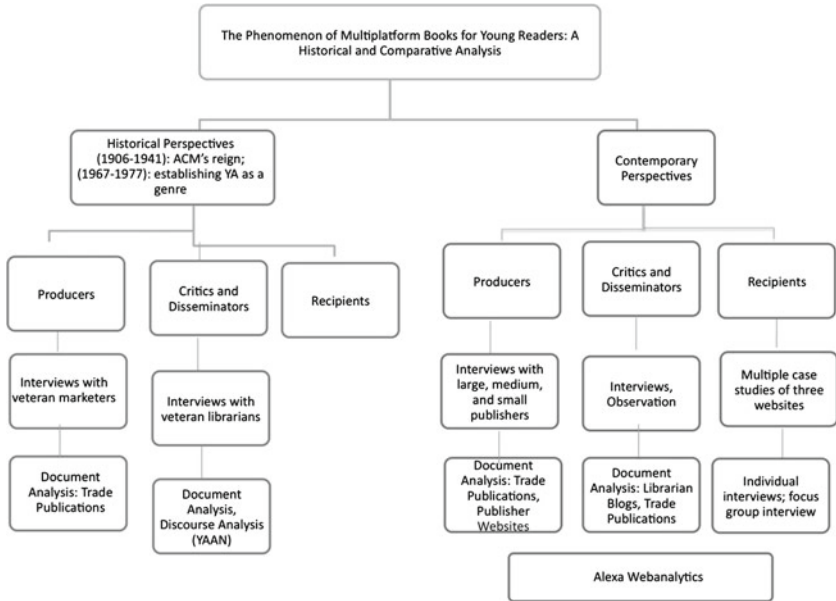 The Phenomenon of Multiplatform Books for Young Readers: A
Historical and Comparative Analysis
Historical Perspectives
(1906-1941): ACM's reign;
(1967-1977): establishing YA as a
genre
Contemporary
Perspectives
Producers
Critics and
Disseminators
Recipients
Producers
Critics and
Disseminators
Recipients
Interviews with
veteran marketers
Interviews with
veteran librarians
Interviews with
large, medium,
and small
publishers
Interviews,
Observation
Multiple case
studies of three
websites
Document
Analysis: Trade
Publications
Document
Analysis,
Discourse Analysis
(YAAN)
Document
Analysis: Trade
Publications,
Publisher
Websites
Document
Analysis: Librarian
Blogs, Trade
Publications
Individual
interviews; focus
group interview
Alexa Webanalytics